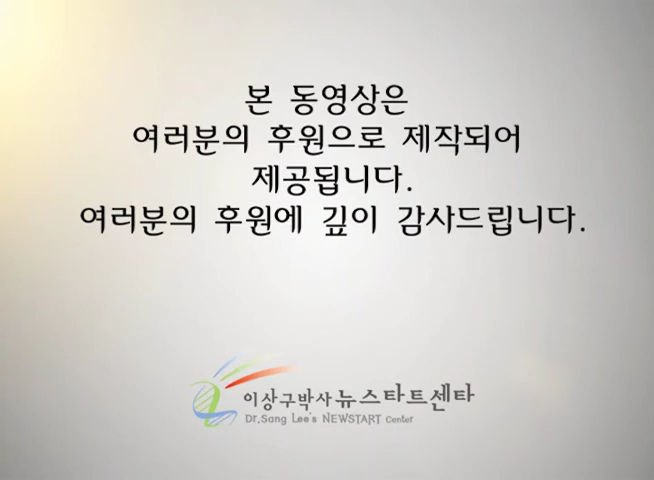 본 동영상은
여러분의 후원으로 제작되어
제공됩니다.
여러분의 후원에 깊이 감사드립니다.
이상구박사뉴스타트센타
Dr.Sang Lee's NEWSTART Center